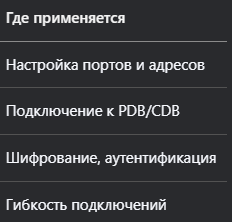 Где применяется
Настройка портов и адресов
Подключение к PDB/CDB
Шифрование, аутентификация
Гибкость подключений